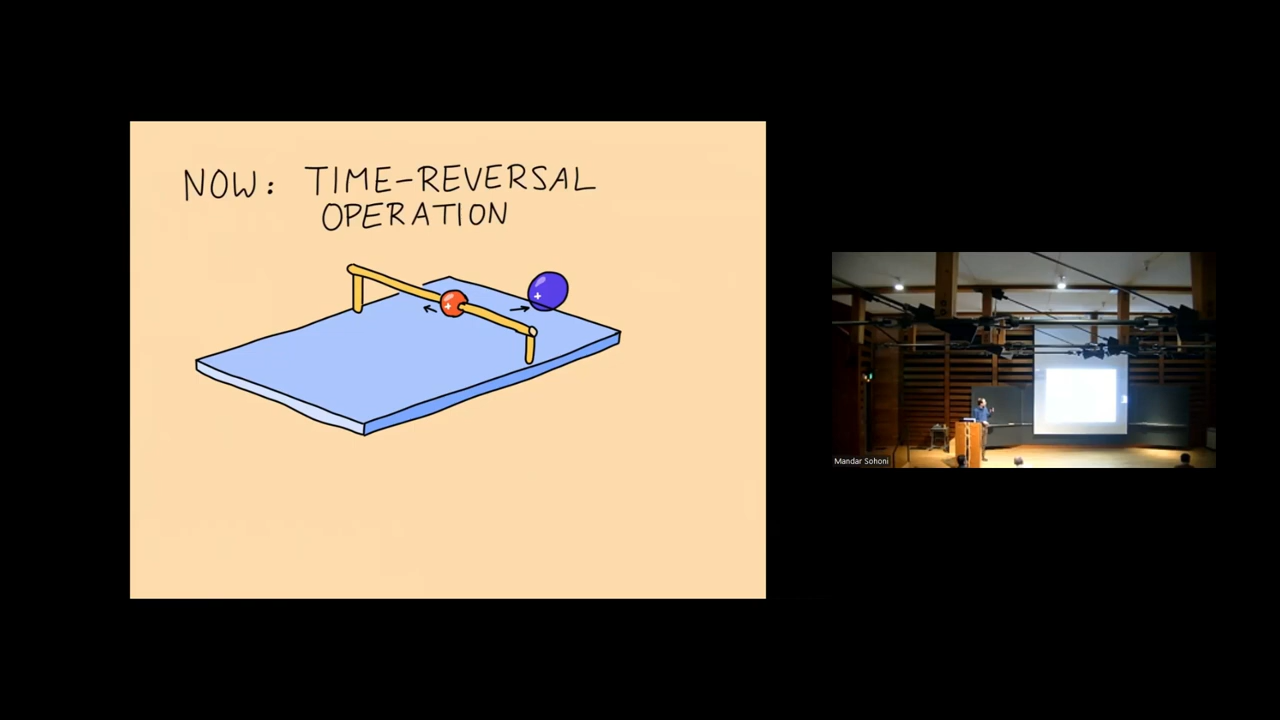 NOW: TIME-REVERSAL
OPERATION
+
+
Mandar Sohoni